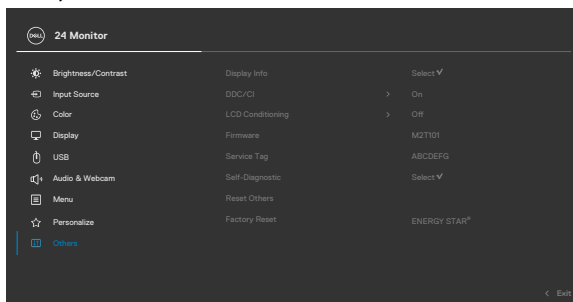 DELL 24 Monitor
Brightness/Contrast Display Info Select ✓
Input Source DDC/CI > On
Color LCD Conditioning > Off
Display Firmware M2T101
USB Service Tag ABCDEFG
Audio & Webcam Self-Diagnostic Select ✓
Menu Reset Others
Personalize Factory Reset ENERGY STAR®
Others
< Exit